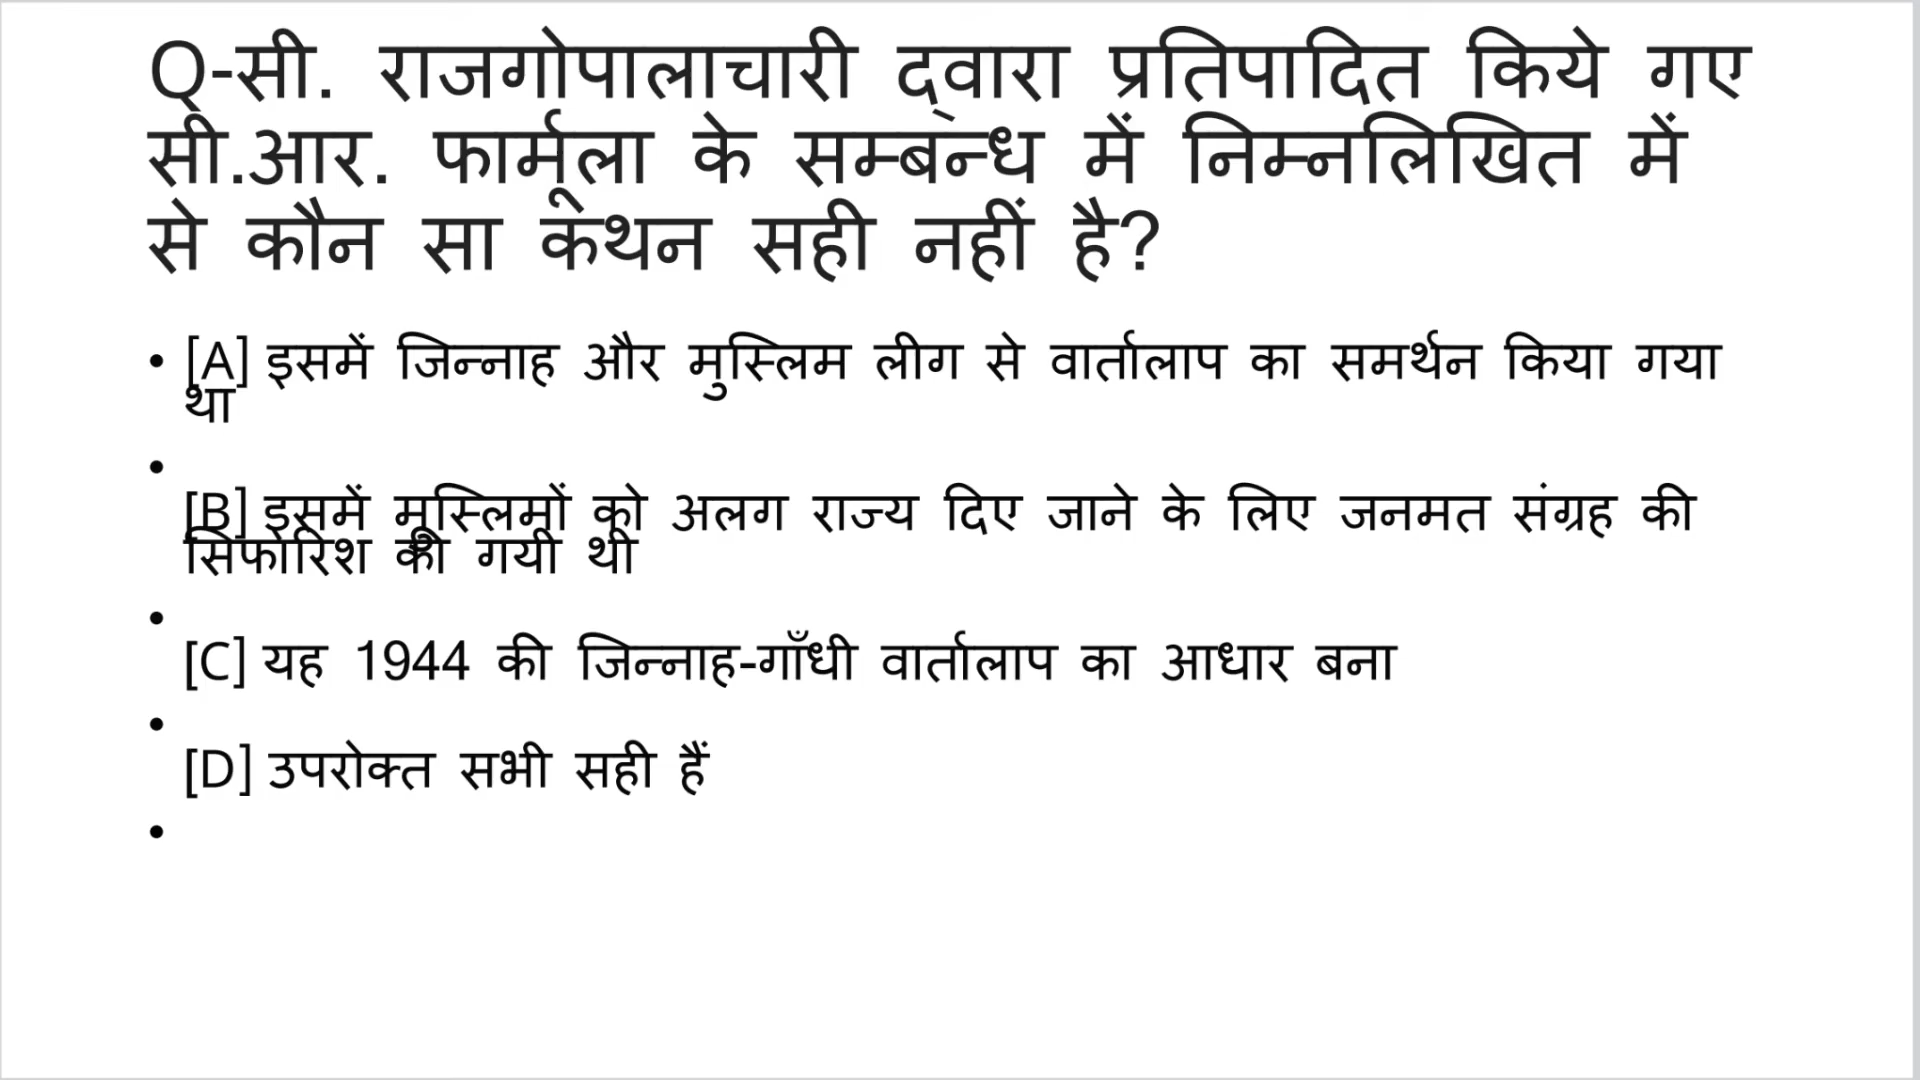 Q-सी. राजगोपालाचारी द्वारा प्रतिपादित किये गए
सी.आर. फार्मूला के सम्बन्ध में निम्नलिखित में
से कौन सा कथन सही नहीं है?
• [A] इसमें जिन्नाह और मुस्लिम लीग से वार्तालाप का समर्थन किया गया
था
•
[B] इसमें मुस्लिमों को अलग राज्य दिए जाने के लिए जनमत संग्रह की
सिफारिश की गयी थी
•
[C] यह 1944 की जिन्नाह-गाँधी वार्तालाप का आधार बना
•
[D] उपरोक्त सभी सही हैं
•